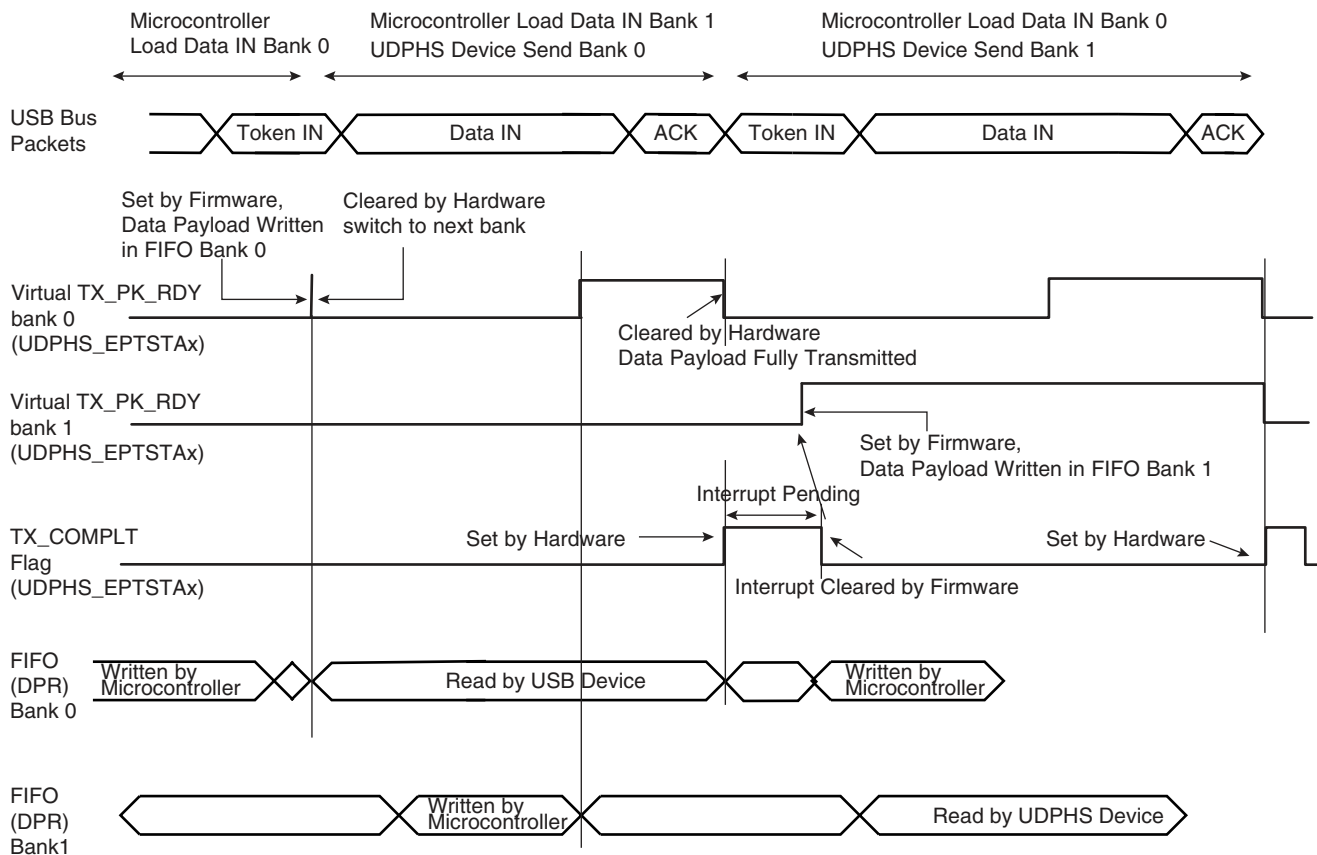 Microcontroller
Load Data IN Bank 0
Microcontroller Load Data IN Bank 1
UDPHS Device Send Bank 0
Microcontroller Load Data IN Bank 0
UDPHS Device Send Bank 1
USB Bus
Packets
Token IN
Data IN
ACK
Token IN
Data IN
ACK
Set by Firmware,
Data Payload Written
in FIFO Bank 0
Cleared by Hardware
switch to next bank
Virtual TX_PK_RDY
bank 0
(UDPHS_EPTSTAx)
Cleared by Hardware
Data Payload Fully Transmitted
Virtual TX_PK_RDY
bank 1
(UDPHS_EPTSTAx)
Set by Firmware,
Data Payload Written in FIFO Bank 1
Interrupt Pending
TX_COMPLT
Flag
(UDPHS_EPTSTAx)
Set by Hardware
Set by Hardware
Interrupt Cleared by Firmware
FIFO
(DPR)
Bank 0
Written by
Microcontroller
Read by USB Device
Written by
Microcontroller
FIFO
(DPR)
Bank1
Written by
Microcontroller
Read by UDPHS Device